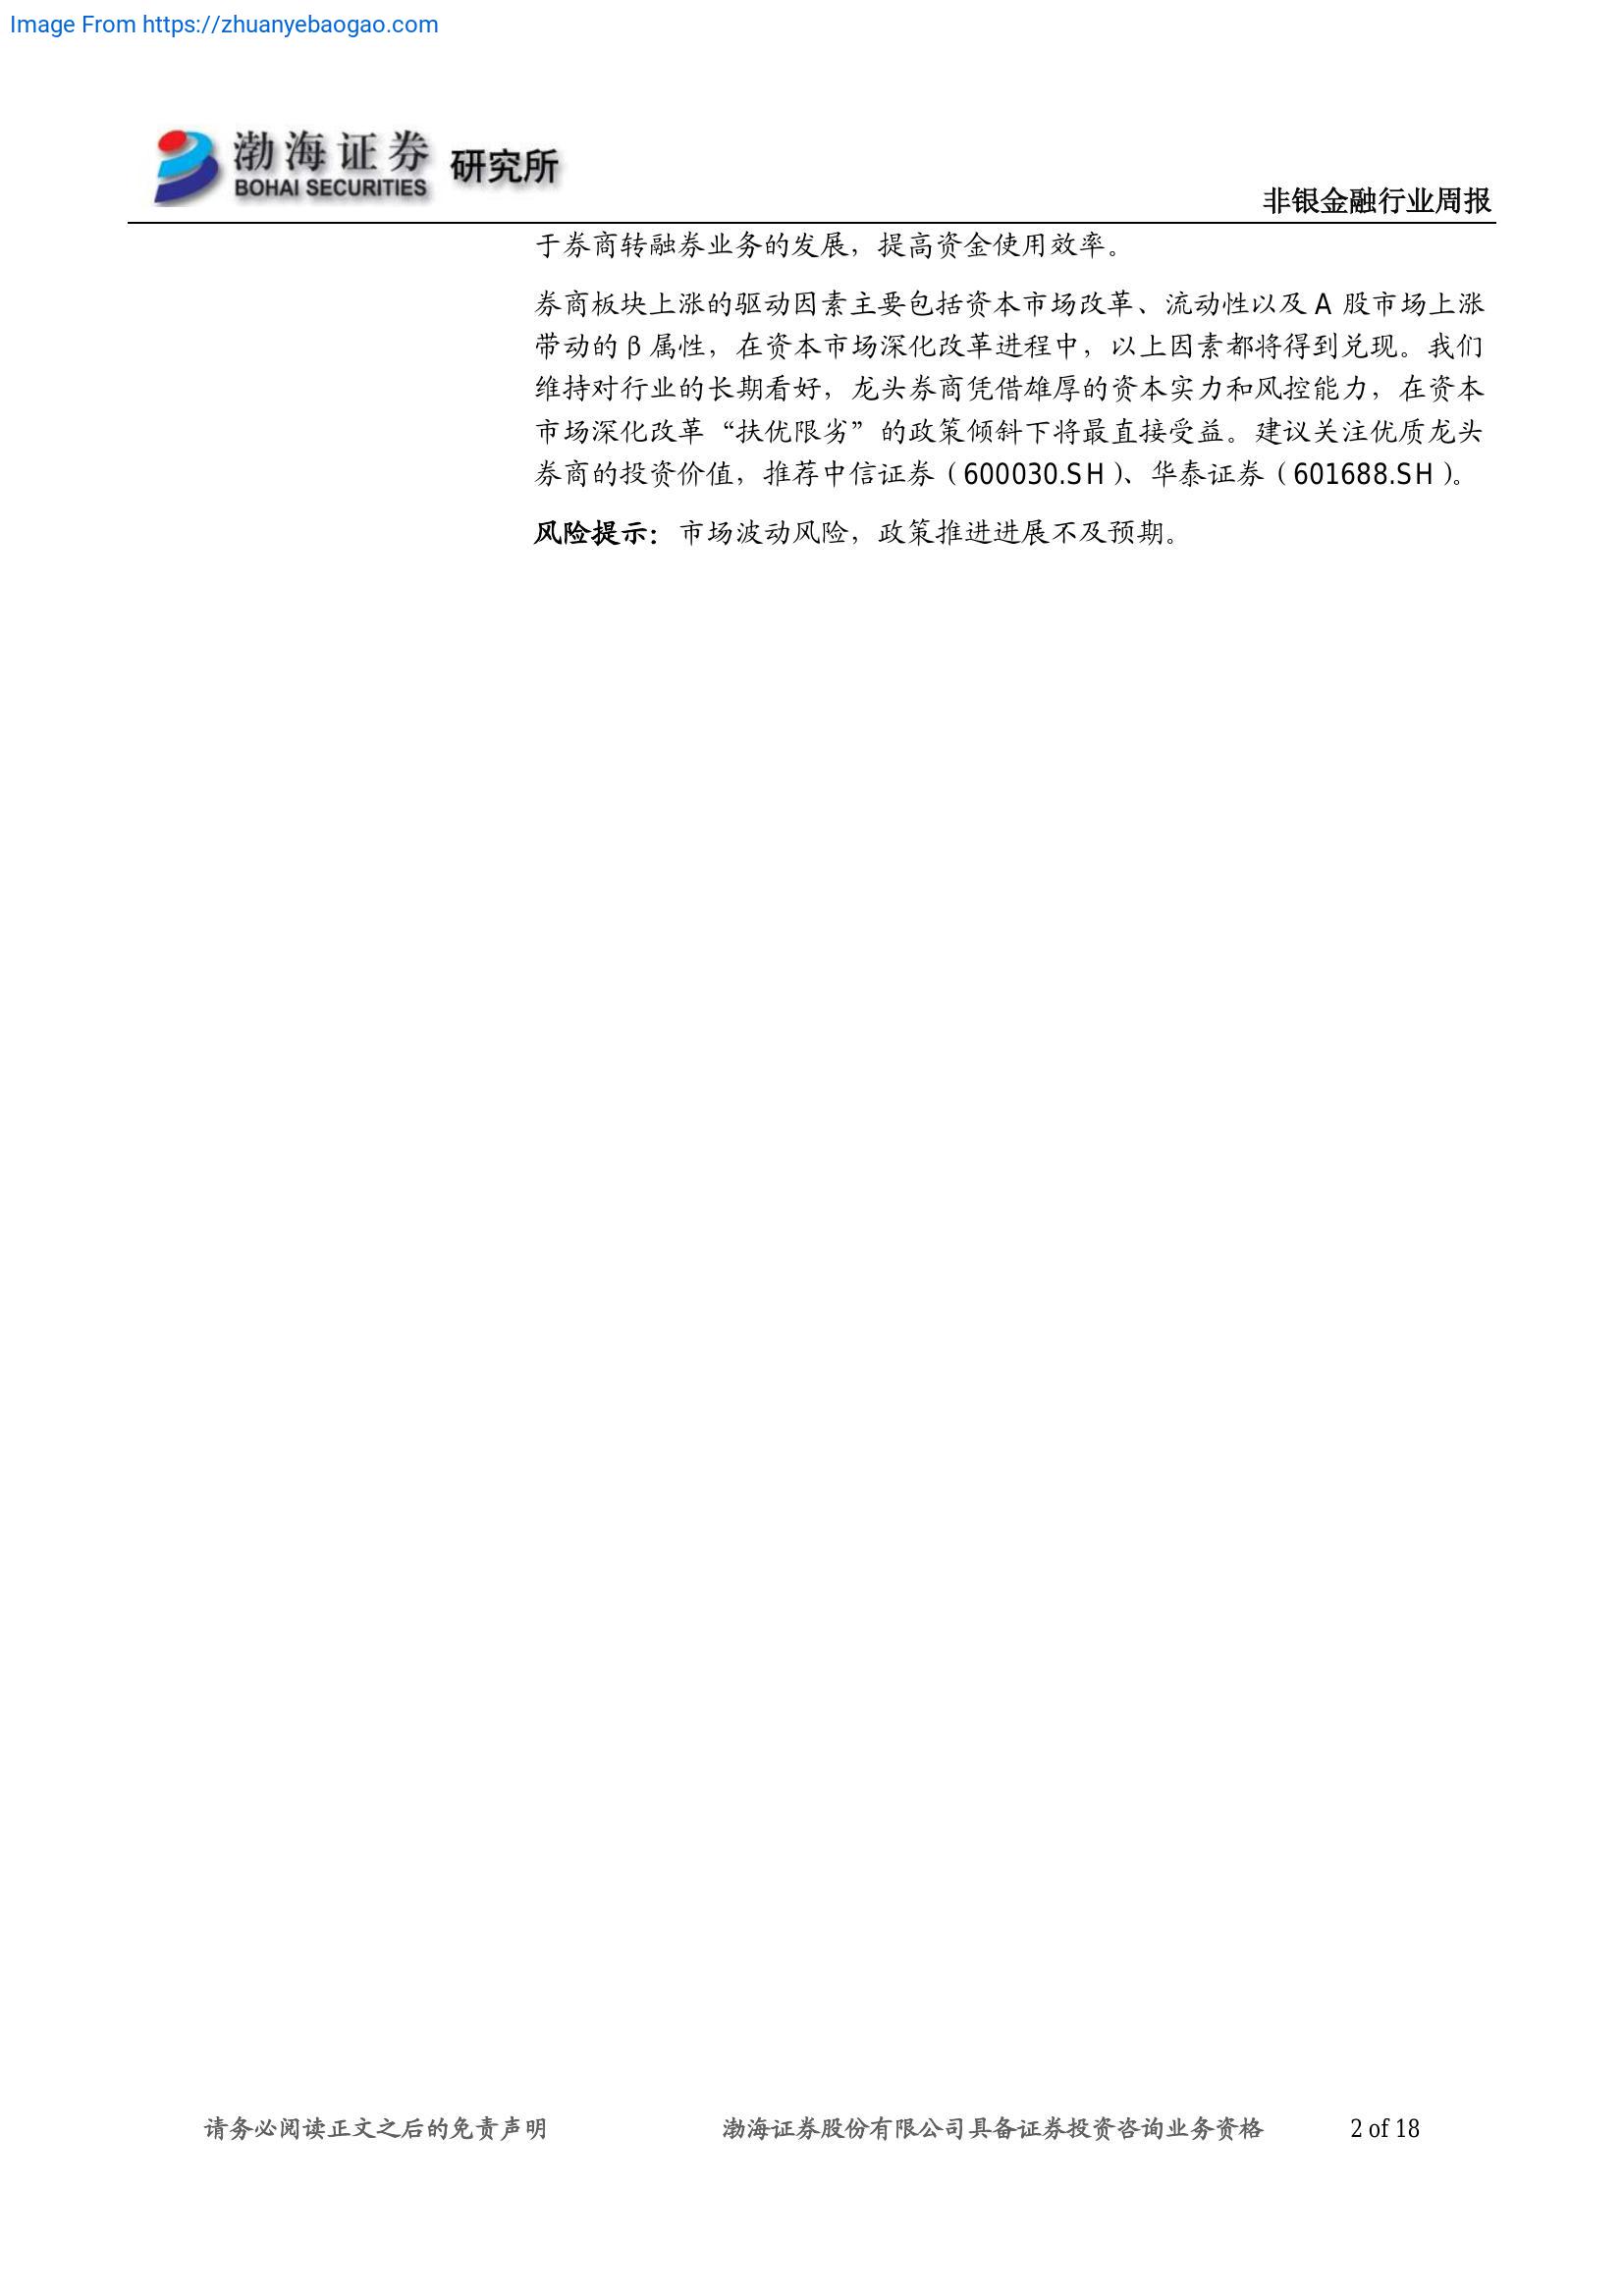 Image From https://zhuanyebaogao.com
渤海证券 研究所
BOHAI SECURITIES
非银金融行业周报
于券商转融券业务的发展，提高资金使用效率。
券商板块上涨的驱动因素主要包括资本市场改革、流动性以及 A 股市场上涨
带动的 β 属性，在资本市场深化改革进程中，以上因素都将得到兑现。我们
维持对行业的长期看好，龙头券商凭借雄厚的资本实力和风控能力，在资本
市场深化改革“扶优限劣”的政策倾斜下将最直接受益。建议关注优质龙头
券商的投资价值，推荐中信证券（600030.SH）、华泰证券（601688.SH）。
风险提示：市场波动风险，政策推进进展不及预期。
请务必阅读正文之后的免责声明 渤海证券股份有限公司具备证券投资咨询业务资格 2 of 18